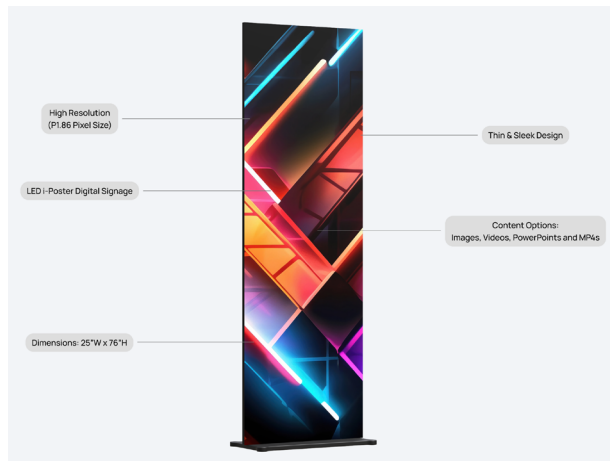 High Resolution
(P1.86 Pixel Size)
Thin & Sleek Design
LED i-Poster Digital Signage
Content Options:
Images, Videos, PowerPoints and MP4s
Dimensions: 25"W x 76"H